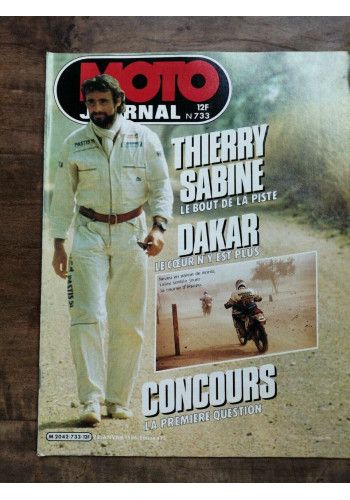 MOTO
JOURNAL
12F
N 733
THIERRY
SABINE
LE BOUT DE LA PISTE
DAKAR
LE CŒUR N'Y EST PLUS
CONCOURS
LA PREMIÈRE QUESTION
M 2042-733-12F